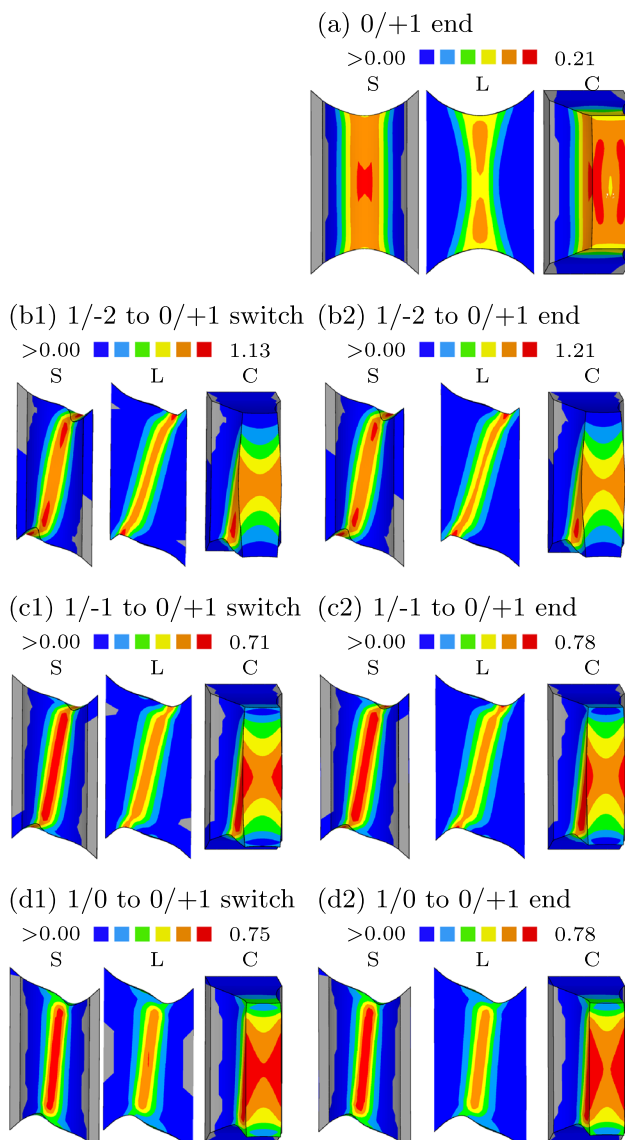 (a) 0/+1 end
>0.00 0.21
S L C
(b1) 1/-2 to 0/+1 switch
>0.00 1.13
S L C
(b2) 1/-2 to 0/+1 end
>0.00 1.21
S L C
(c1) 1/-1 to 0/+1 switch
>0.00 0.71
S L C
(c2) 1/-1 to 0/+1 end
>0.00 0.78
S L C
(d1) 1/0 to 0/+1 switch
>0.00 0.75
S L C
(d2) 1/0 to 0/+1 end
>0.00 0.78
S L C